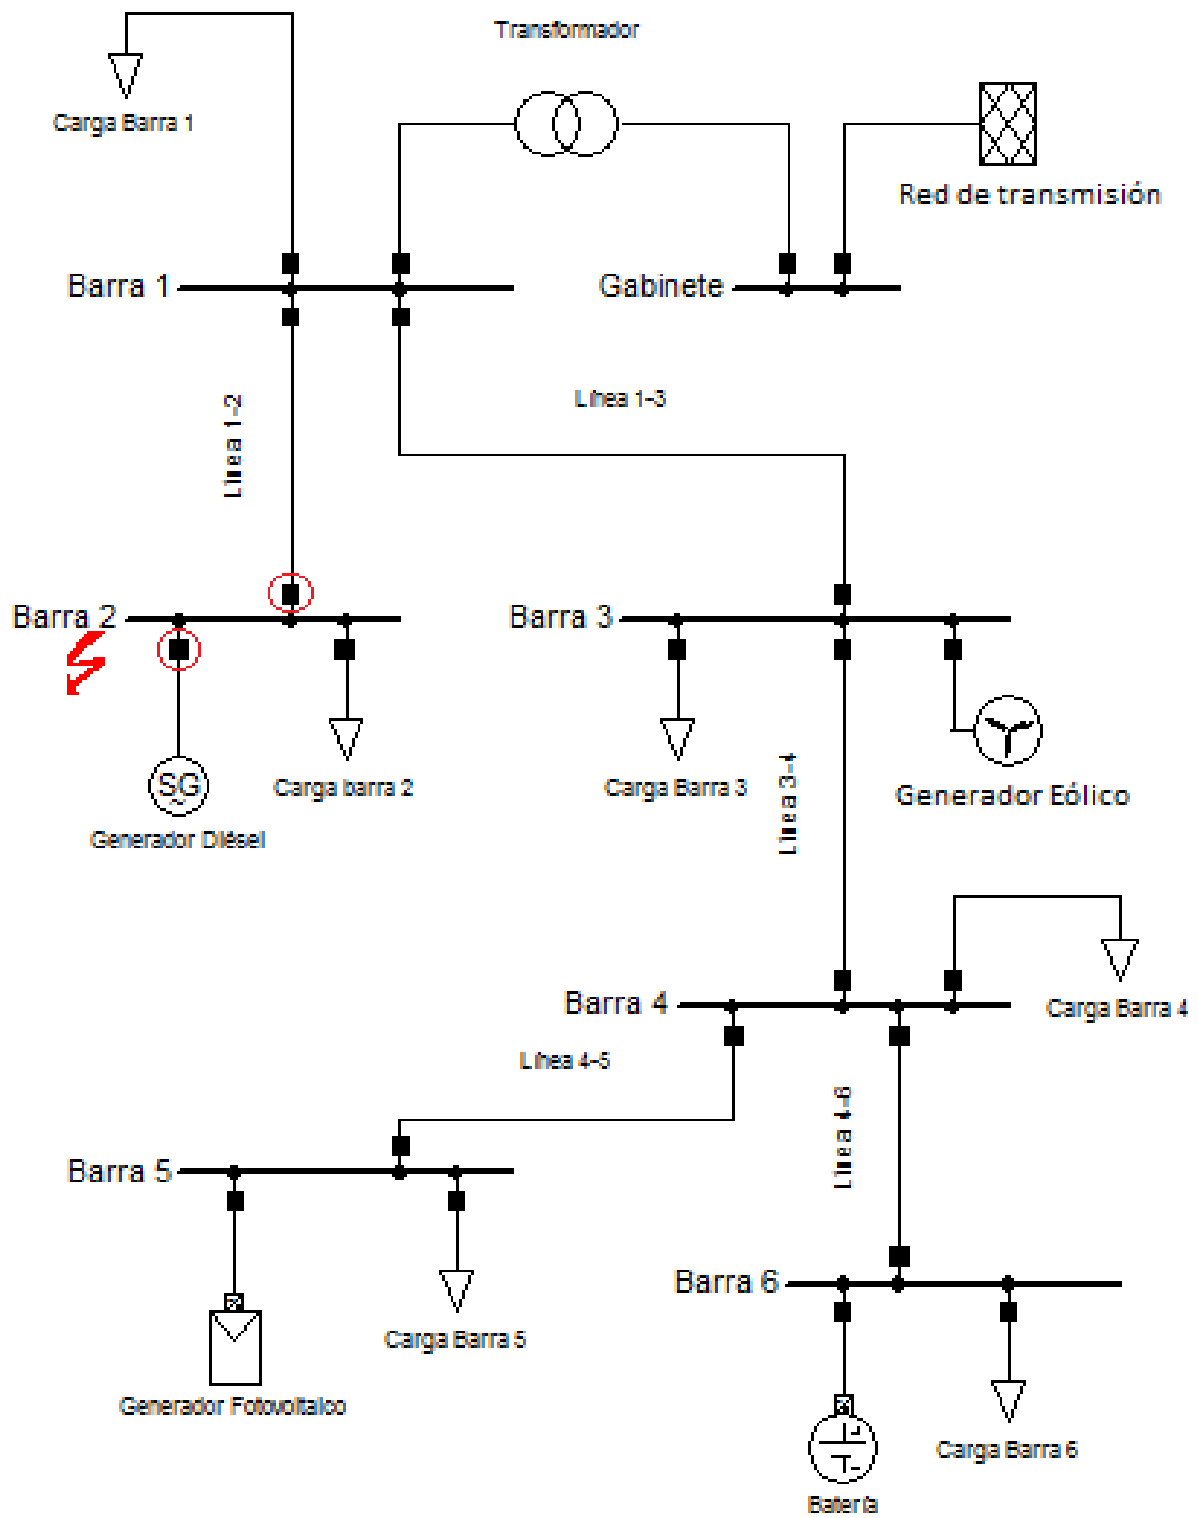 Transformador
Carga Barra 1
Red de transmisión
Barra 1
Gabinete
Línea 1-2
Línea 1-3
Barra 2
Barra 3
Carga barra 2
Carga Barra 3
Generador Eólico
SG
~
Generador Diésel
Línea 3-4
Barra 4
Carga Barra 4
Línea 4-5
Línea 4-6
Barra 5
Barra 6
Carga Barra 5
Generador Fotovoltaico
Carga Barra 6
Batería